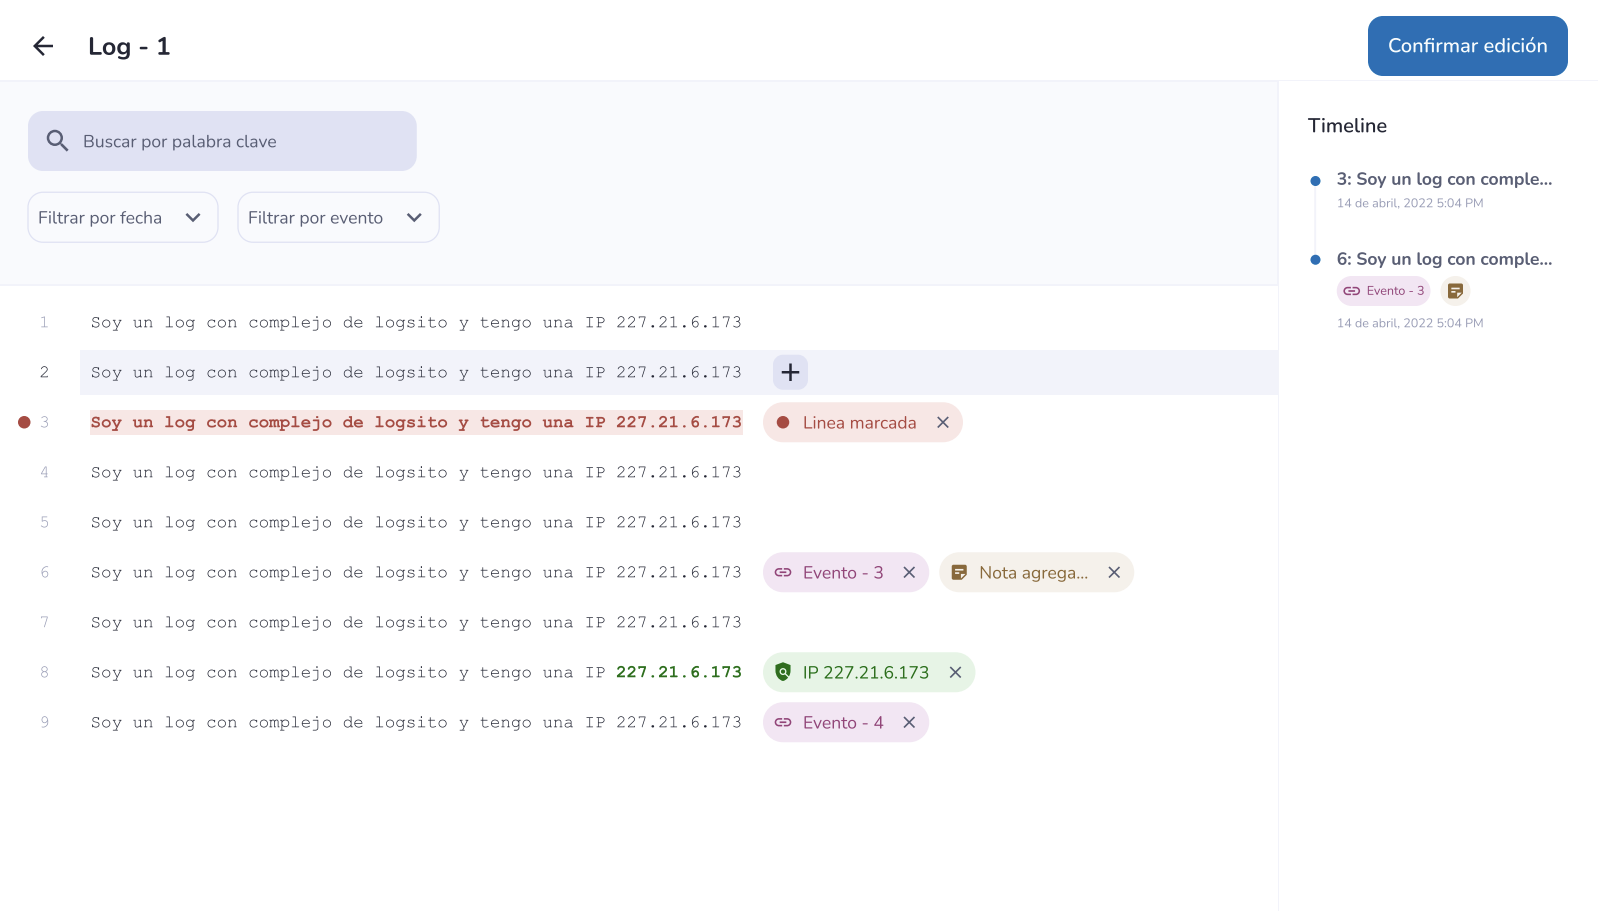 Log - 1
Confirmar edición
Buscar por palabra clave
Filtrar por fecha
Filtrar por evento
1 Soy un log con complejo de logsito y tengo una IP 227.21.6.173
2 Soy un log con complejo de logsito y tengo una IP 227.21.6.173
3 Soy un log con complejo de logsito y tengo una IP 227.21.6.173 Linea marcada
4 Soy un log con complejo de logsito y tengo una IP 227.21.6.173
5 Soy un log con complejo de logsito y tengo una IP 227.21.6.173
6 Soy un log con complejo de logsito y tengo una IP 227.21.6.173 Evento - 3 Nota agrega...
7 Soy un log con complejo de logsito y tengo una IP 227.21.6.173
8 Soy un log con complejo de logsito y tengo una IP 227.21.6.173 IP 227.21.6.173
9 Soy un log con complejo de logsito y tengo una IP 227.21.6.173 Evento - 4
Timeline
3: Soy un log con comple...
14 de abril, 2022 5:04 PM
6: Soy un log con comple...
Evento - 3
14 de abril, 2022 5:04 PM